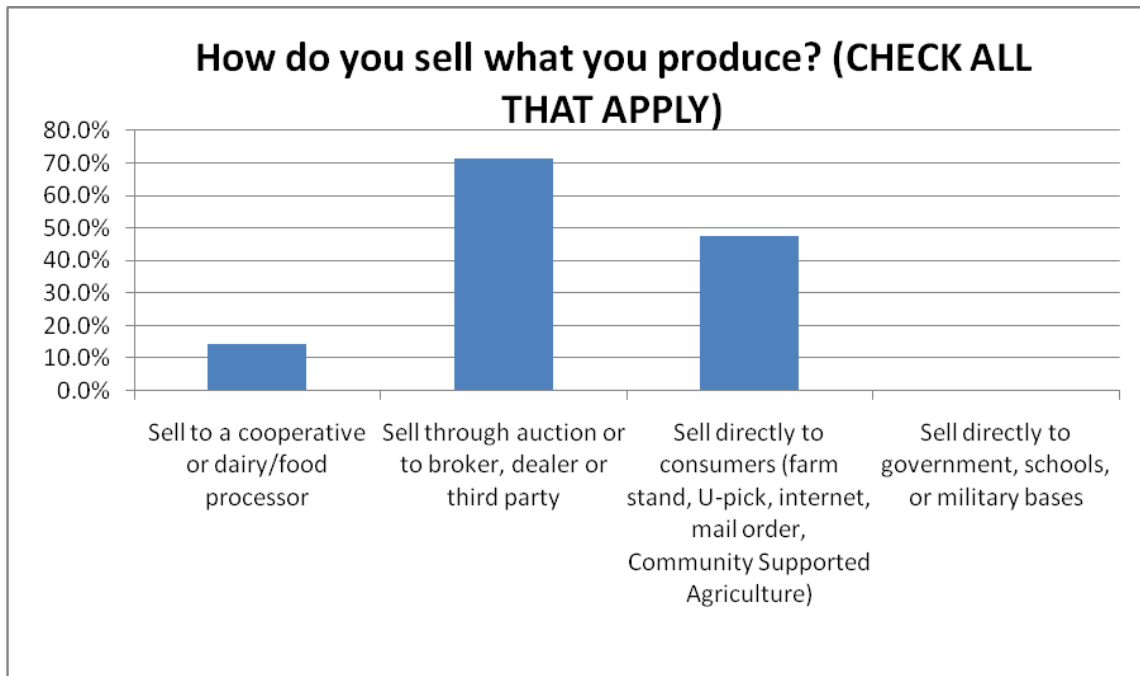 How do you sell what you produce? (CHECK ALL
THAT APPLY)
80.0%
70.0%
60.0%
50.0%
40.0%
30.0%
20.0%
10.0%
0.0%
Sell to a cooperative
or dairy/food
processor
Sell through auction or
to broker, dealer or
third party
Sell directly to
consumers (farm
stand, U-pick, internet,
mail order,
Community Supported
Agriculture)
Sell directly to
government, schools,
or military bases